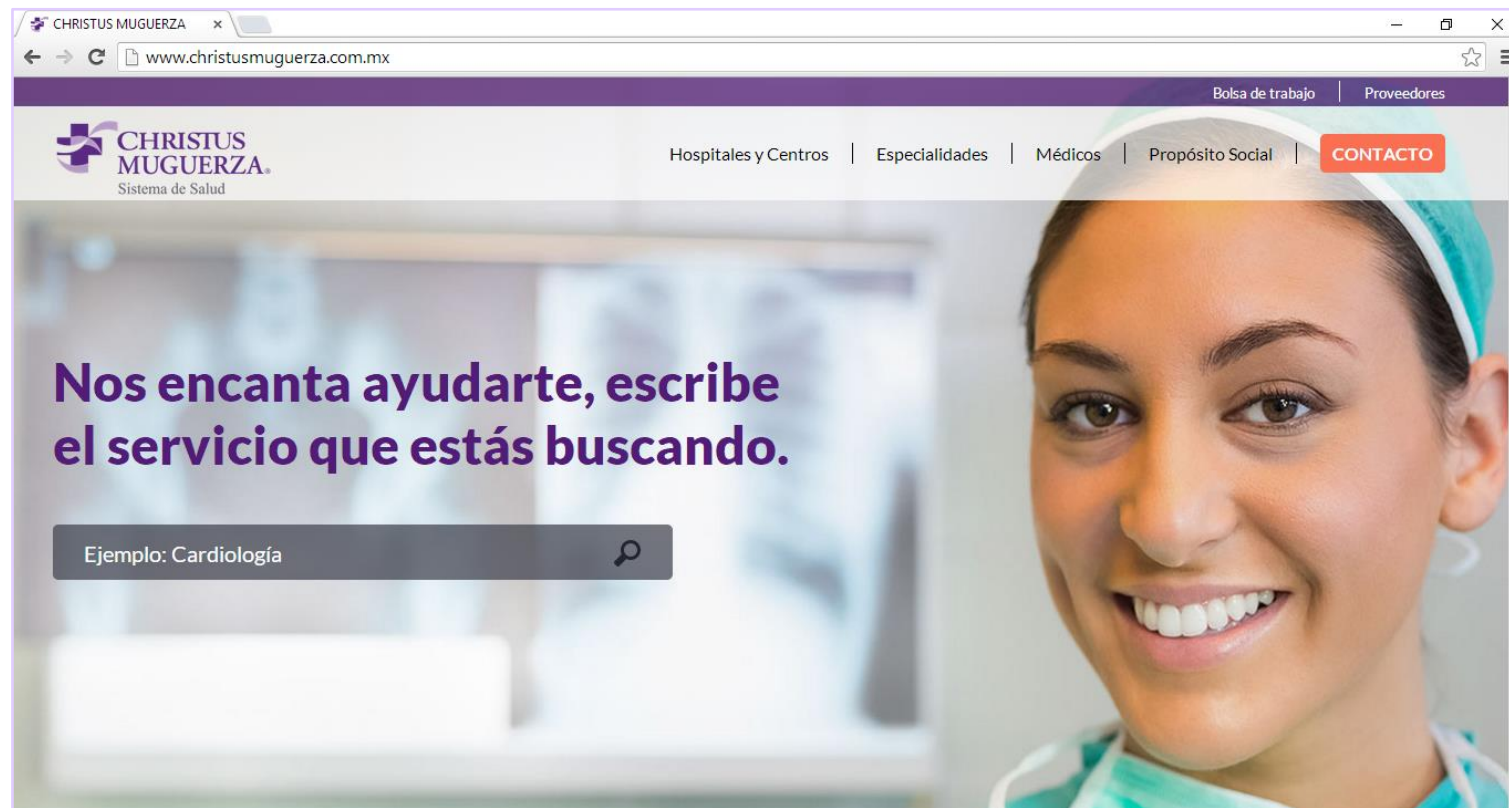 CHRISTUS MUGUERZA
www.christusmuguerza.com.mx
Bolsa de trabajo | Proveedores
CHRISTUS
MUGUERZA®
Sistema de Salud
Hospitales y Centros | Especialidades | Médicos | Propósito Social | CONTACTO
Nos encanta ayudarte, escribe
el servicio que estás buscando.
Ejemplo: Cardiología